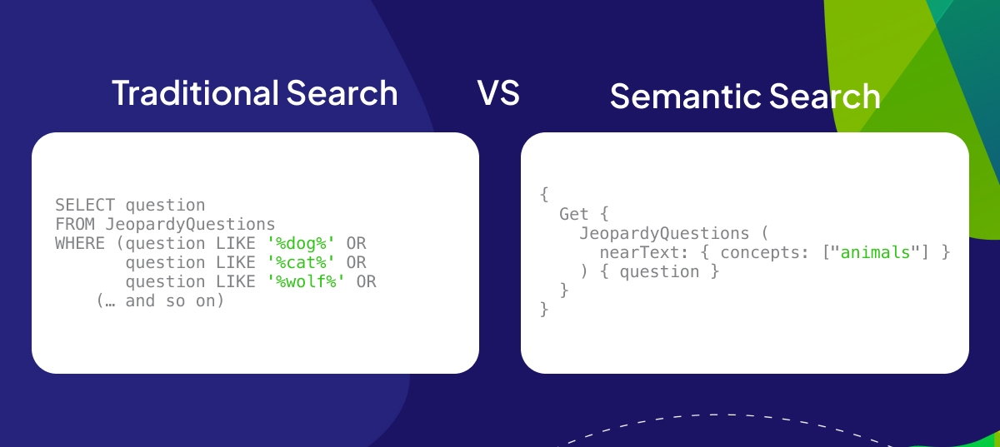 Traditional Search VS Semantic Search
SELECT question
FROM JeopardyQuestions
WHERE (question LIKE '%dog%' OR
       question LIKE '%cat%' OR
       question LIKE '%wolf%' OR
    (… and so on)
{
  Get {
    JeopardyQuestions (
      nearText: { concepts: ["animals"] }
    ) { question }
  }
}